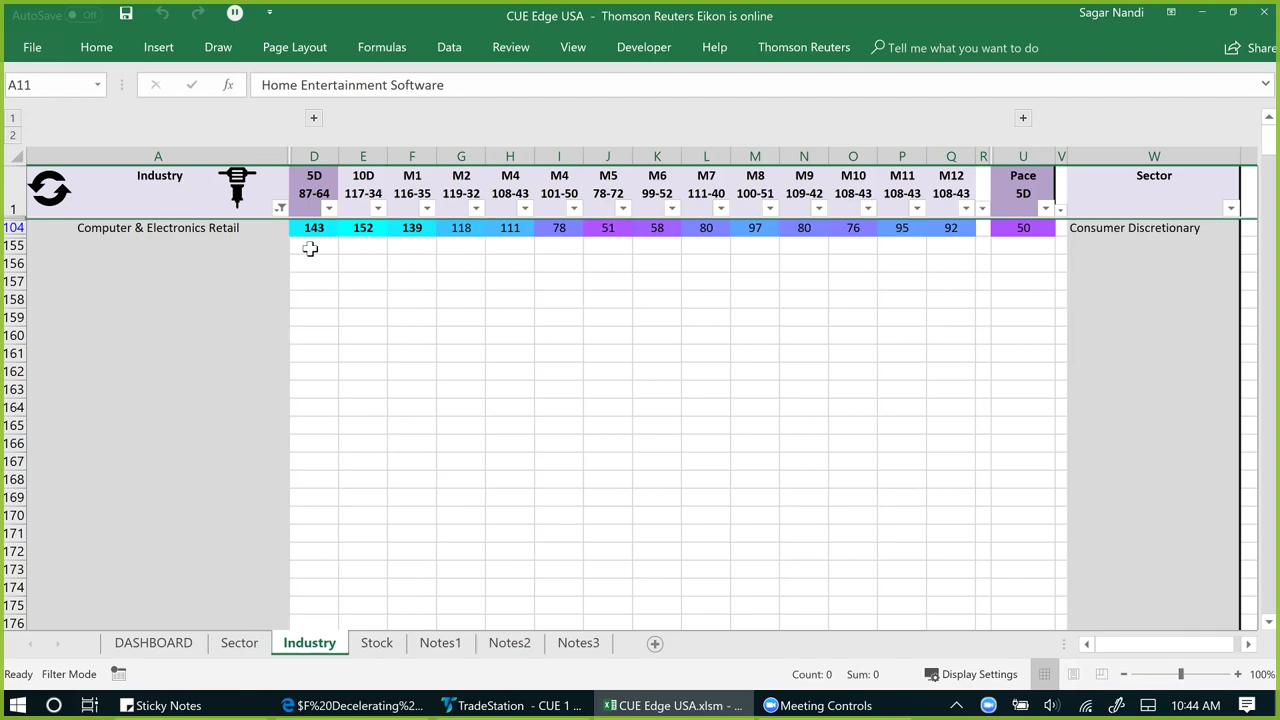 AutoSave Off
CUE Edge USA - Thomson Reuters Eikon is online
Sagar Nandi
File Home Insert Draw Page Layout Formulas Data Review View Developer Help Thomson Reuters Tell me what you want to do Share
A11 fx Home Entertainment Software
1
2
A D E F G H I J K L M N O P Q R U V W
Industry 5D 10D M1 M2 M4 M4 M5 M6 M7 M8 M9 M10 M11 M12 Pace Sector
1 87-64 117-34 116-35 119-32 108-43 101-50 78-72 99-52 111-40 100-51 109-42 108-43 108-43 108-43 5D
104 Computer & Electronics Retail 143 152 139 118 111 78 51 58 80 97 80 76 95 92 50 Consumer Discretionary
155
156
157
158
159
160
161
162
163
164
165
166
167
168
169
170
171
172
173
174
175
176
DASHBOARD Sector Industry Stock Notes1 Notes2 Notes3
Ready Filter Mode Count: 0 Sum: 0 Display Settings 100%
Sticky Notes $F%20Decelerating%2... TradeStation - CUE 1 ... CUE Edge USA.xlsm - ... Meeting Controls 10:44 AM